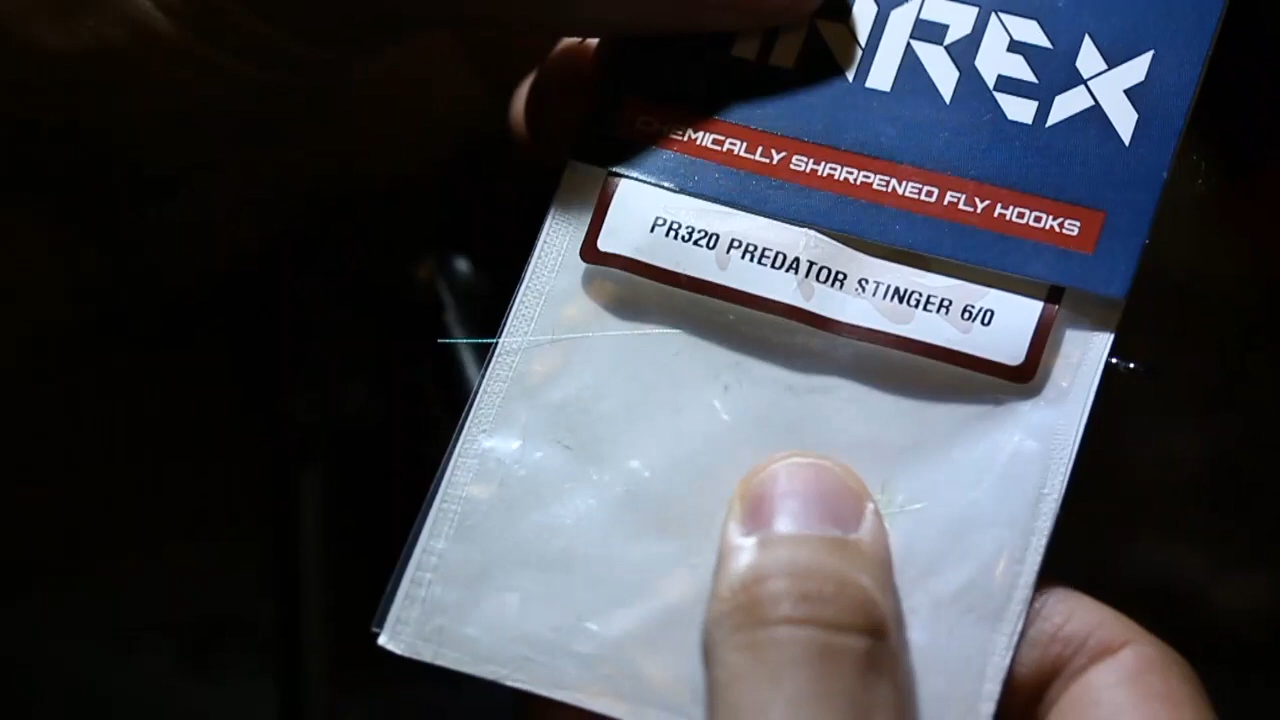 CHEMICALLY SHARPENED FLY HOOKS
PR320 PREDATOR STINGER 6/0